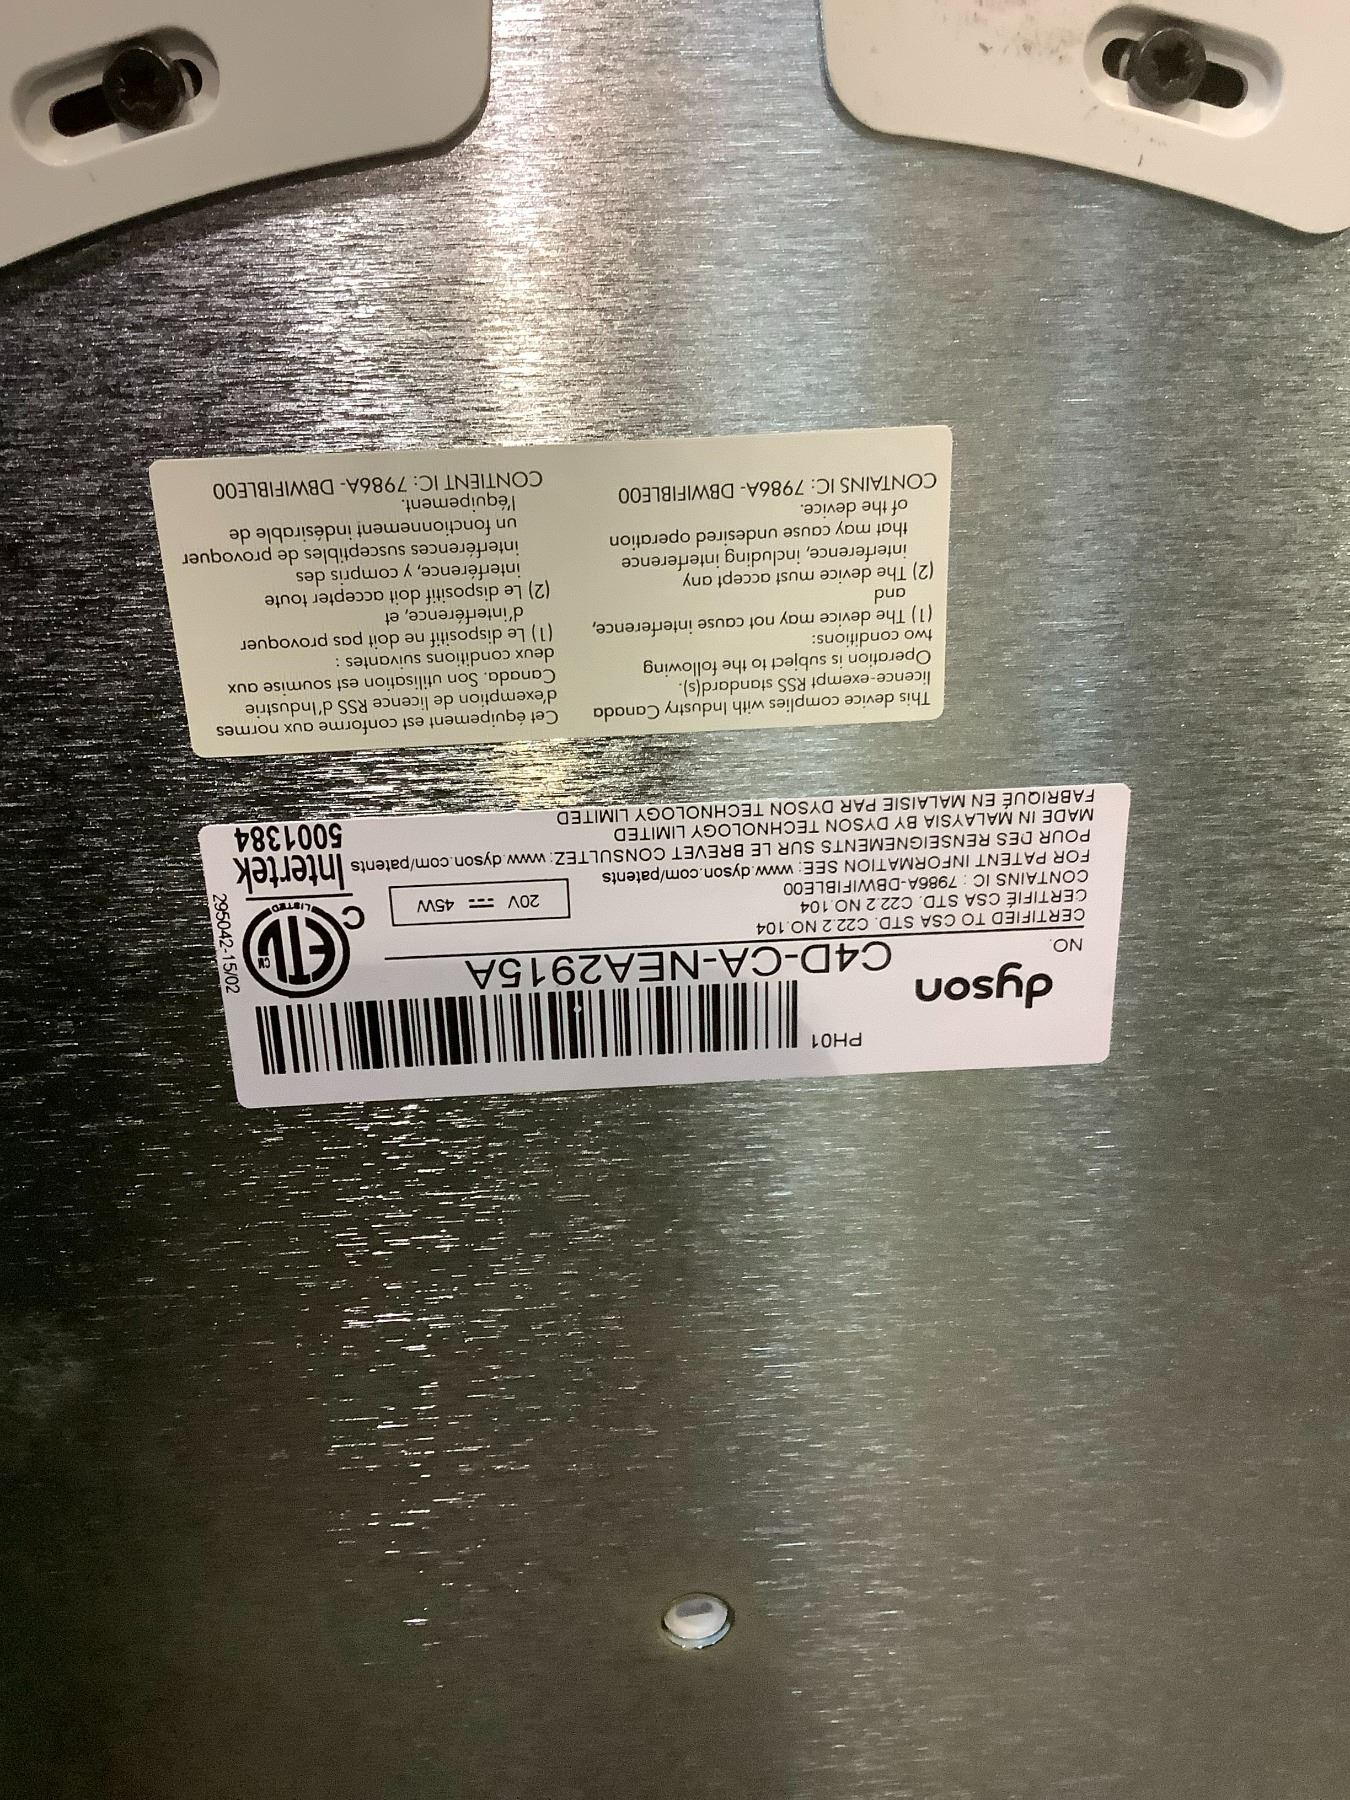 PH01
dyson
NO.
C4D-CA-NEA2915A
CERTIFIED TO CSA STD. C22.2 NO.104
CERTIFIÉ CSA STD. C22.2 NO.104
CONTAINS IC : 7986A-DBWIFIBLE00
FOR PATENT INFORMATION SEE: www.dyson.com/patents
POUR DES RENSEIGNEMENTS SUR LE BREVET CONSULTEZ: www.dyson.com/patents
MADE IN MALAYSIA BY DYSON TECHNOLOGY LIMITED
FABRIQUÉ EN MALAISIE PAR DYSON TECHNOLOGY LIMITED
20V ⎓ 45W
C ETL CM
LISTED
Intertek
5001384
295042-15/02
This device complies with Industry Canada
licence-exempt RSS standard(s).
Operation is subject to the following
two conditions:
(1) The device may not cause interference,
and
(2) The device must accept any
interference, including interference
that may cause undesired operation
of the device.
CONTAINS IC: 7986A- DBWIFIBLE00
Cet équipement est conforme aux normes
d'exemption de licence RSS d'Industrie
Canada. Son utilisation est soumise aux
deux conditions suivantes :
(1) Le dispositif ne doit pas provoquer
d'interférence, et
(2) Le dispositif doit accepter toute
interférence, y compris des
interférences susceptibles de provoquer
un fonctionnement indésirable de
l'équipement.
CONTIENT IC: 7986A- DBWIFIBLE00